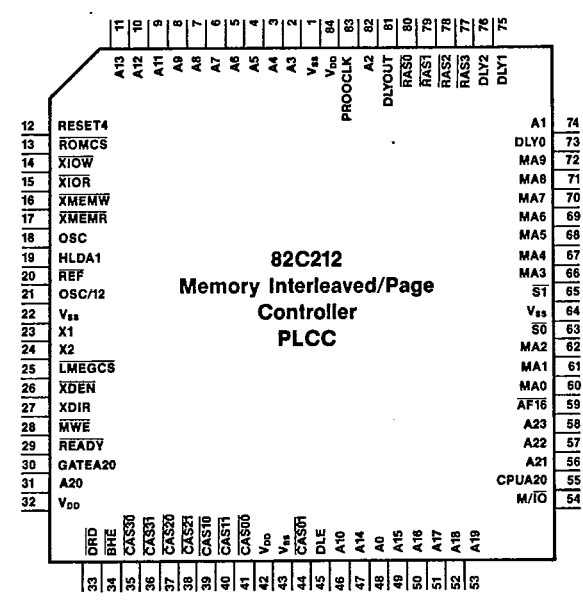 11 10 9 8 7 6 5 4 3 2 1 84 83 82 81 80 79 78 77 76 75
A13 A12 A11 A9 A8 A7 A6 A5 A4 A3 Vss VDD PROOCLK A2 DLYOUT RAS0 RAS1 RAS2 RAS3 DLY2 DLY1
12 RESET4
13 ROMCS
14 XIOW
15 XIOR
16 XMEMW
17 XMEMR
18 OSC
19 HLDA1
20 REF
21 OSC/12
22 Vss
23 X1
24 X2
25 LMEGCS
26 XDEN
27 XDIR
28 MWE
29 READY
30 GATEA20
31 A20
32 VDD
82C212
Memory Interleaved/Page
Controller
PLCC
A1 74
DLY0 73
MA9 72
MA8 71
MA7 70
MA6 69
MA5 68
MA4 67
MA3 66
S1 65
Vss 64
S0 63
MA2 62
MA1 61
MA0 60
AF16 59
A23 58
A22 57
A21 56
CPUA20 55
M/IO 54
DRD BHE CAS30 CAS31 CAS20 CAS21 CAS10 CAS11 CAS00 VDD Vss CAS01 DLE A10 A14 A0 A15 A16 A17 A18 A19
33 34 35 36 37 38 39 40 41 42 43 44 45 46 47 48 49 50 51 52 53